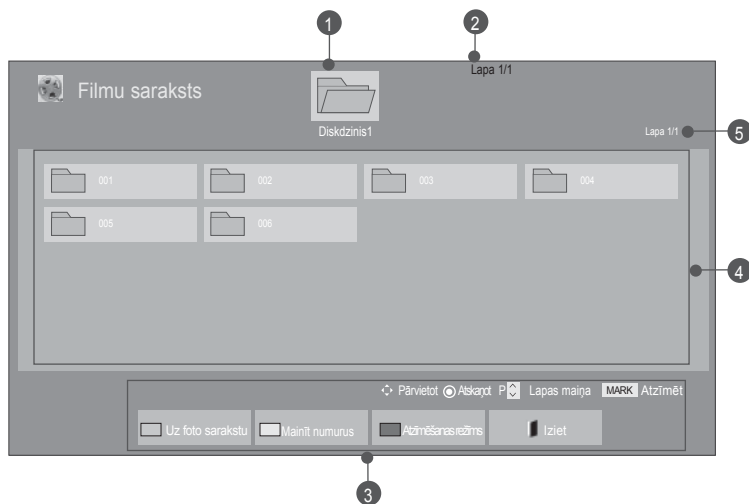 1
2
Lapa 1/1
Filmu saraksts
Diskdzinis1
Lapa 1/1
5
001
002
003
004
005
006
4
Pārvietot Atskaņot P Lapas maiņa MARK Atzīmēt
Uz foto sarakstu Mainīt numurus Atzīmēšanas režīms Iziet
3